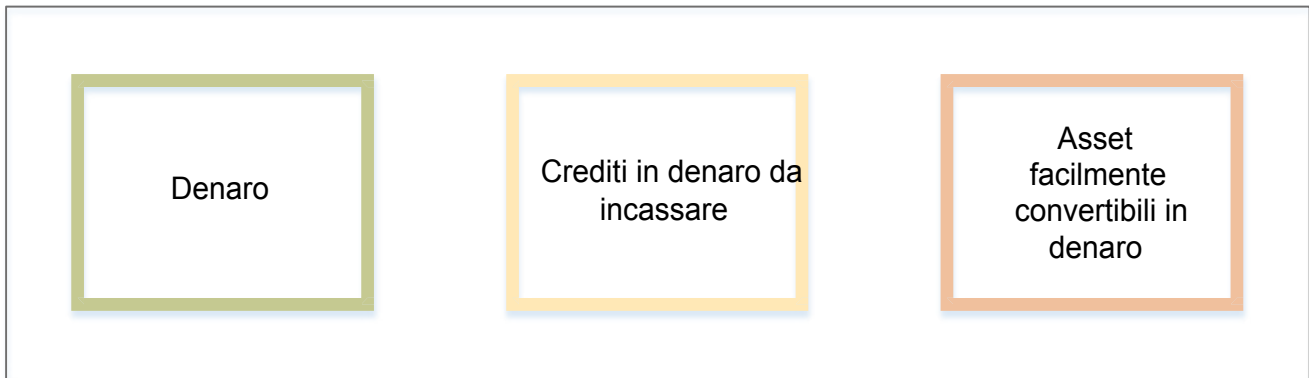 Denaro
Crediti in denaro da
incassare
Asset
facilmente
convertibili in
denaro